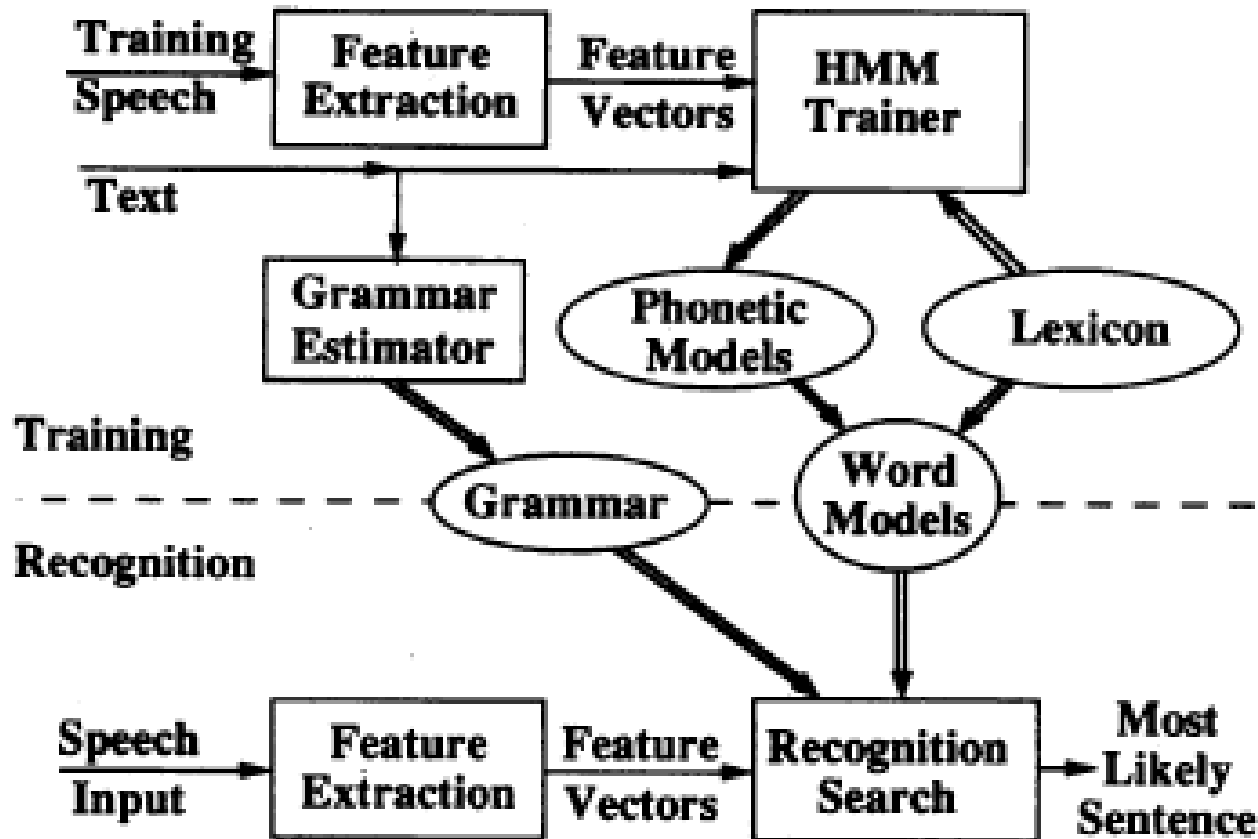 Training
Speech
Feature
Extraction
Feature
Vectors
HMM
Trainer
Text
Grammar
Estimator
Phonetic
Models
Lexicon
Training
Grammar
Word
Models
Recognition
Speech
Input
Feature
Extraction
Feature
Vectors
Recognition
Search
Most
Likely
Sentence